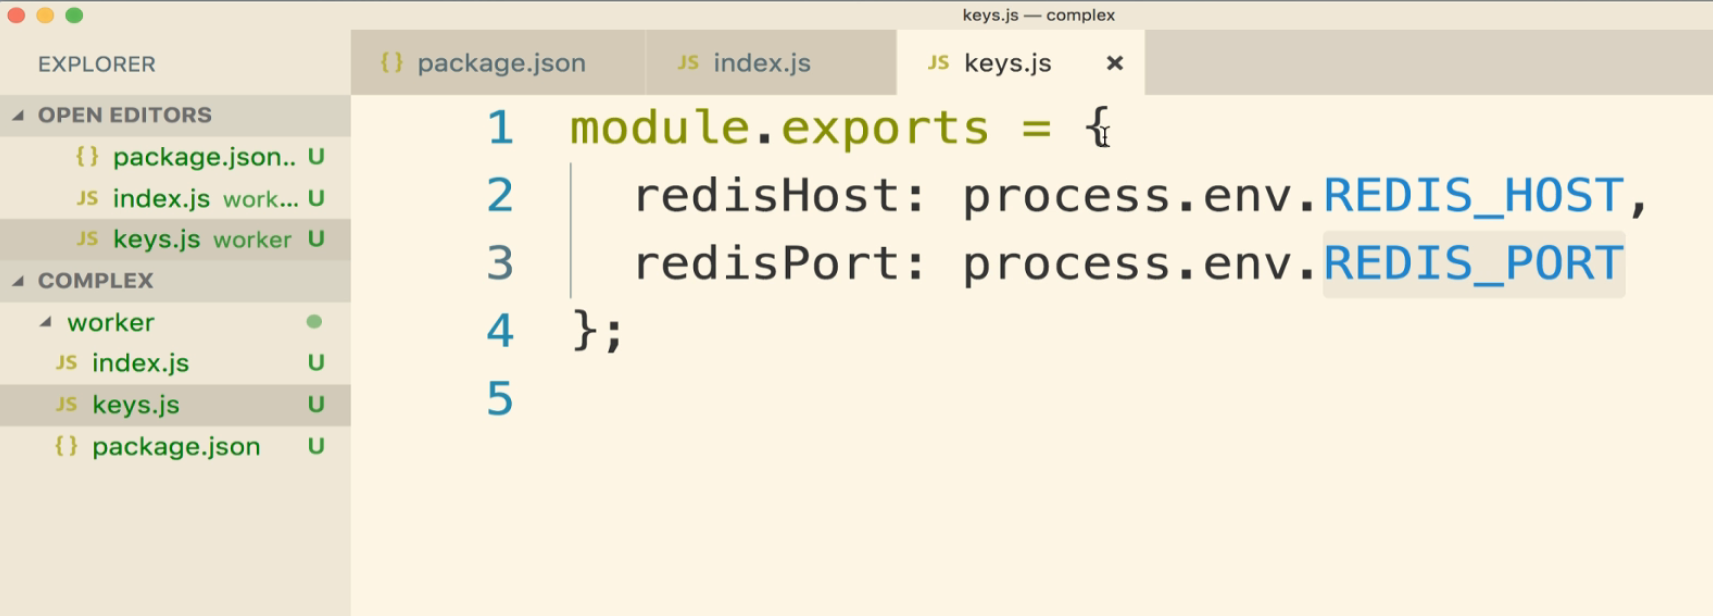 keys.js — complex
EXPLORER
OPEN EDITORS
{} package.json.. U
JS index.js work... U
JS keys.js worker U
COMPLEX
worker
JS index.js U
JS keys.js U
{} package.json U
{} package.json JS index.js JS keys.js ×
1 module.exports = {
2 redisHost: process.env.REDIS_HOST,
3 redisPort: process.env.REDIS_PORT
4 };
5